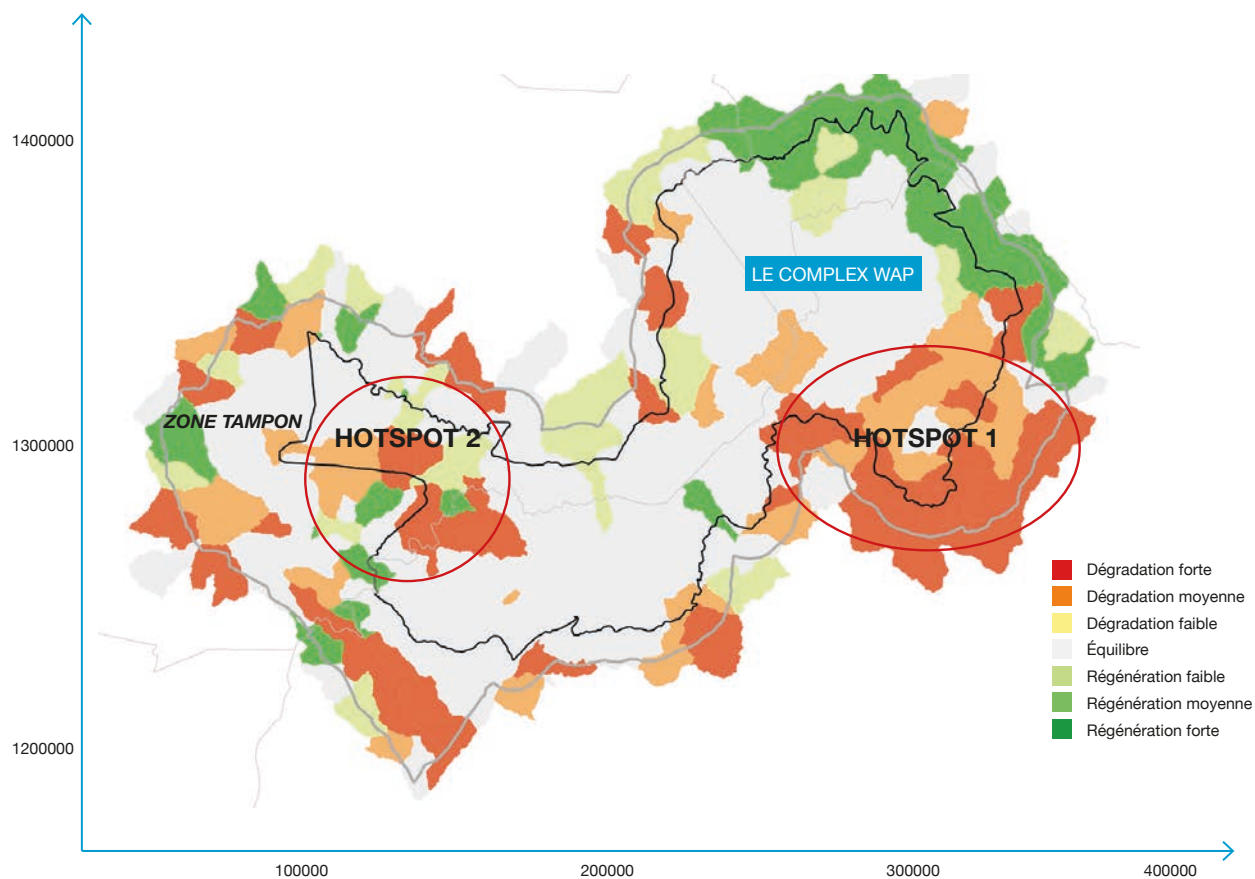 1400000
LE COMPLEX WAP
ZONE TAMPON
HOTSPOT 2
HOTSPOT 1
1300000
Dégradation forte
Dégradation moyenne
Dégradation faible
Équilibre
Régénération faible
Régénération moyenne
Régénération forte
1200000
100000
200000
300000
400000